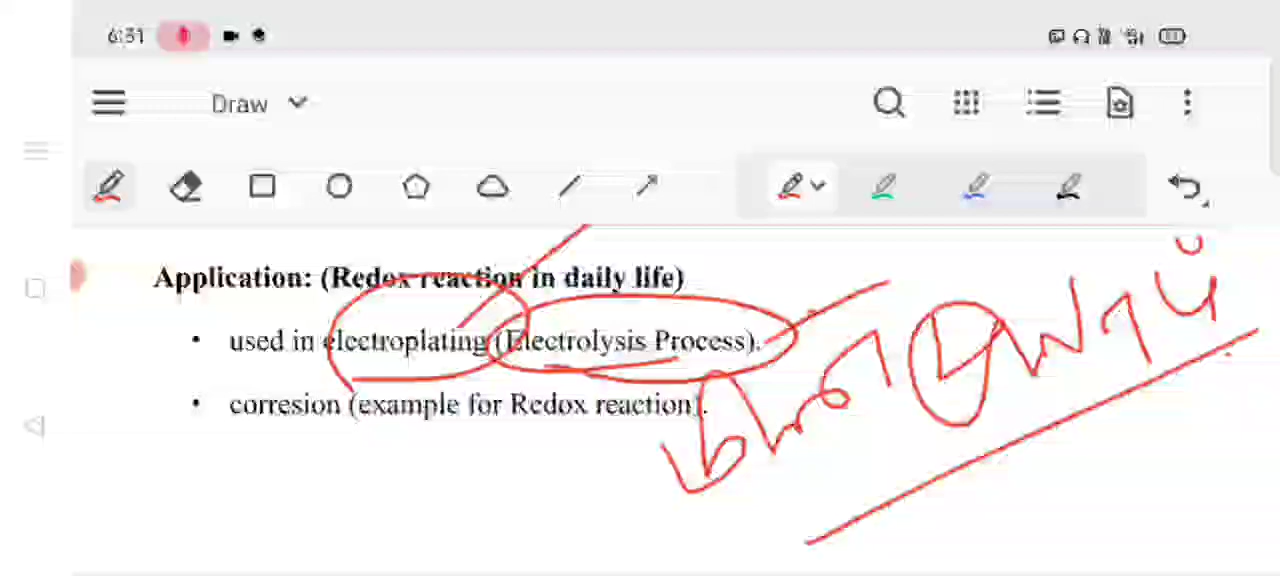 6:31
Draw
Application: (Redox reaction in daily life)
• used in electroplating (Electrolysis Process).
• corresion (example for Redox reaction).